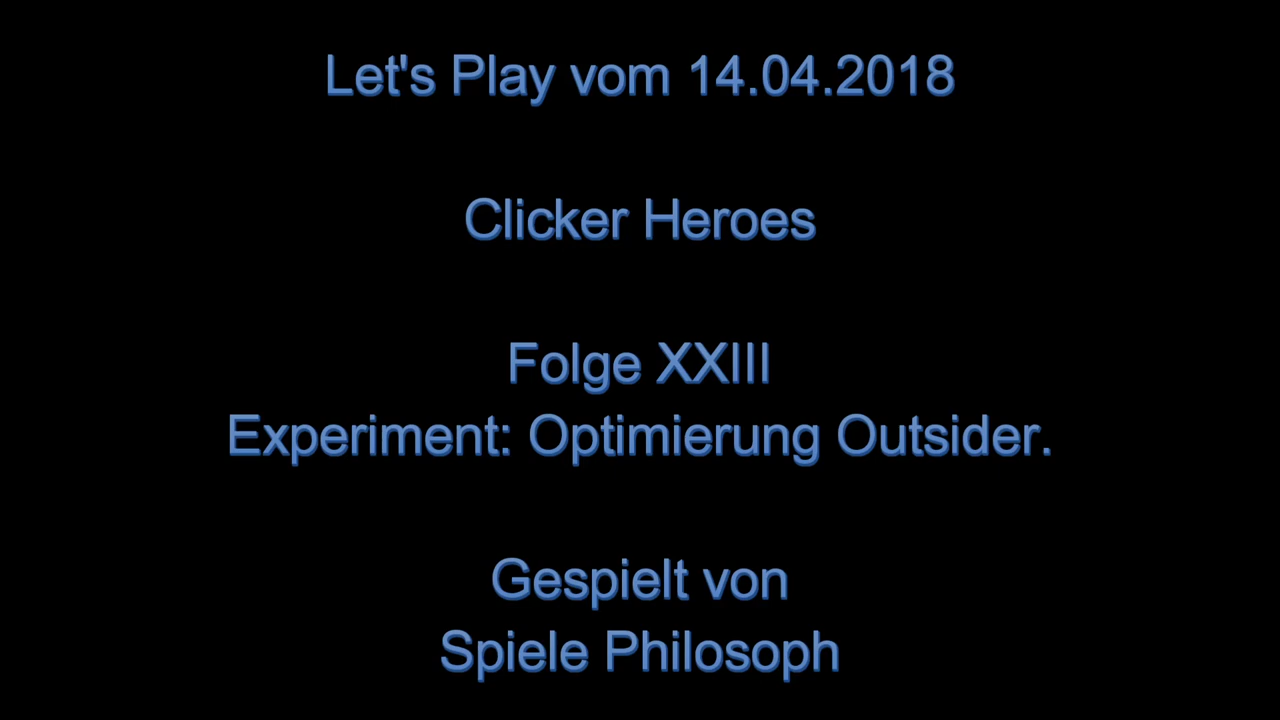 Let's Play vom 14.04.2018
Clicker Heroes
Folge XXIII
Experiment: Optimierung Outsider.
Gespielt von
Spiele Philosoph